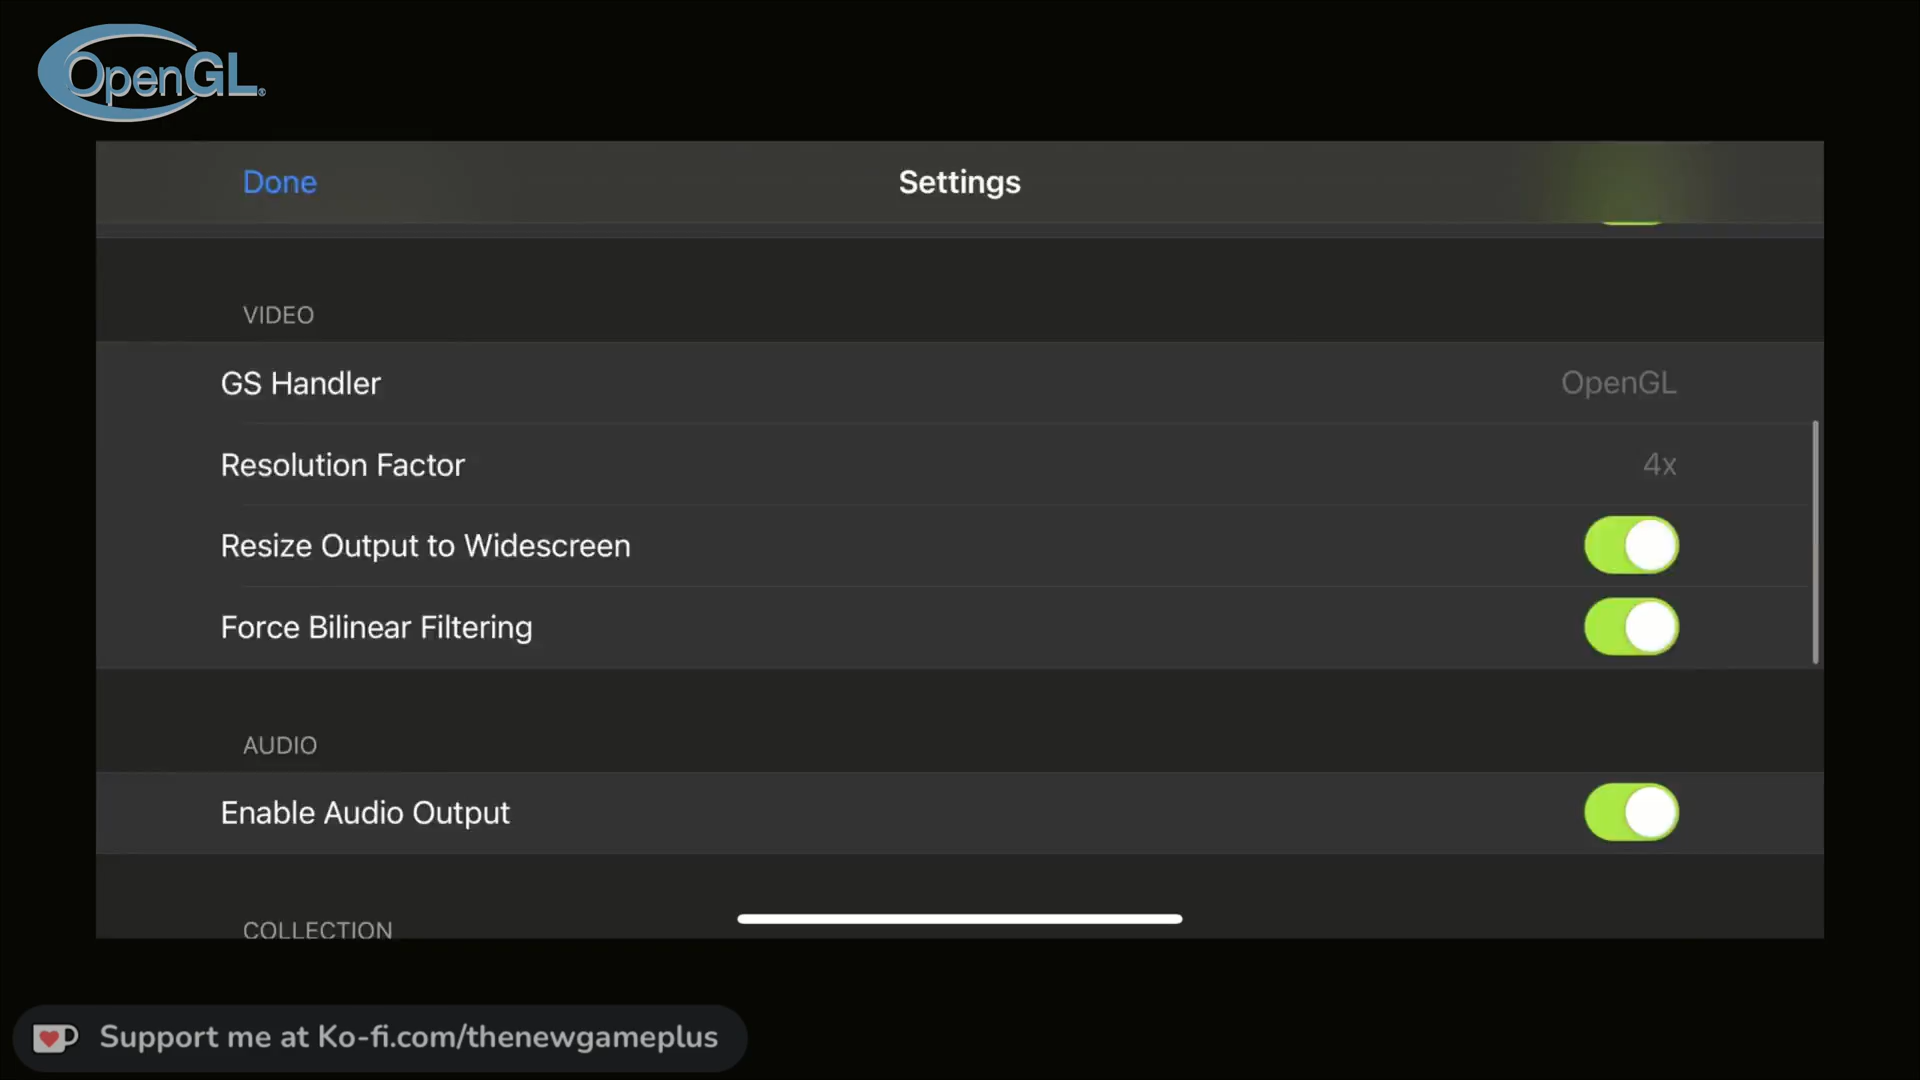 OpenGL®
Done
Settings
VIDEO
GS Handler
OpenGL
Resolution Factor
4x
Resize Output to Widescreen
Force Bilinear Filtering
AUDIO
Enable Audio Output
COLLECTION
Support me at Ko-fi.com/thenewgameplus